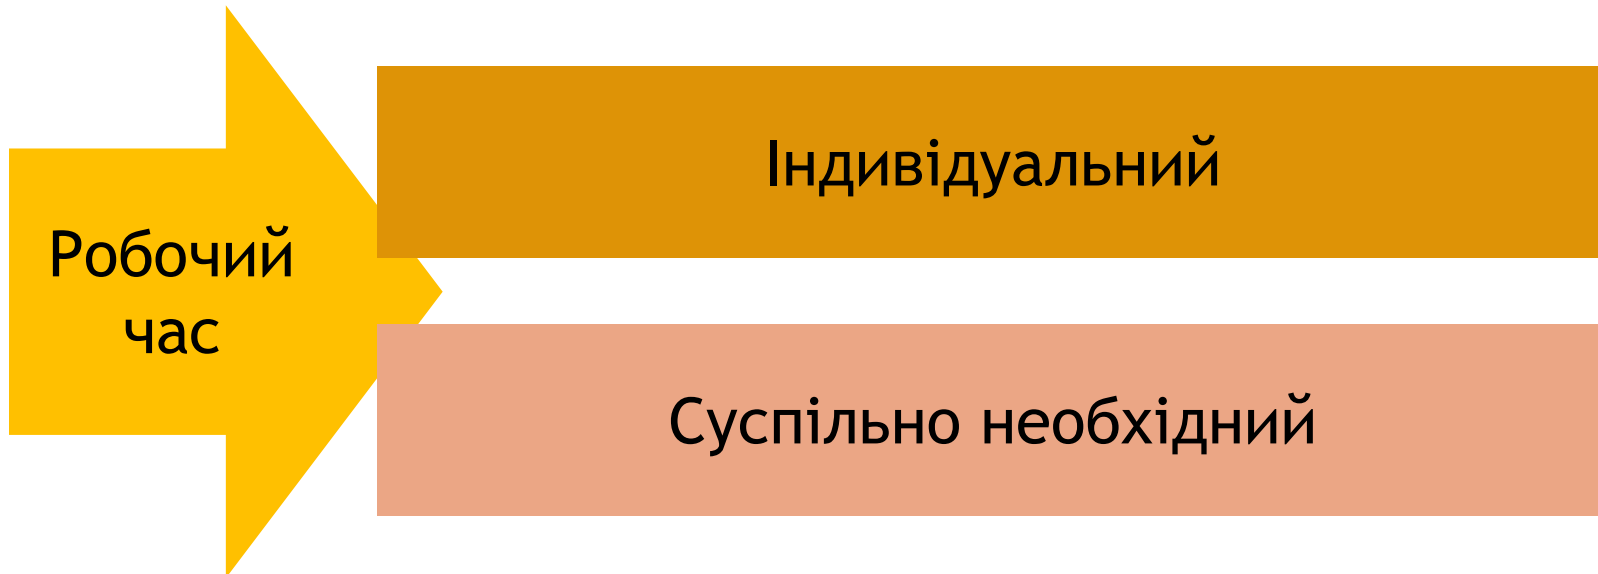 Робочий
час
Індивідуальний
Суспільно необхідний